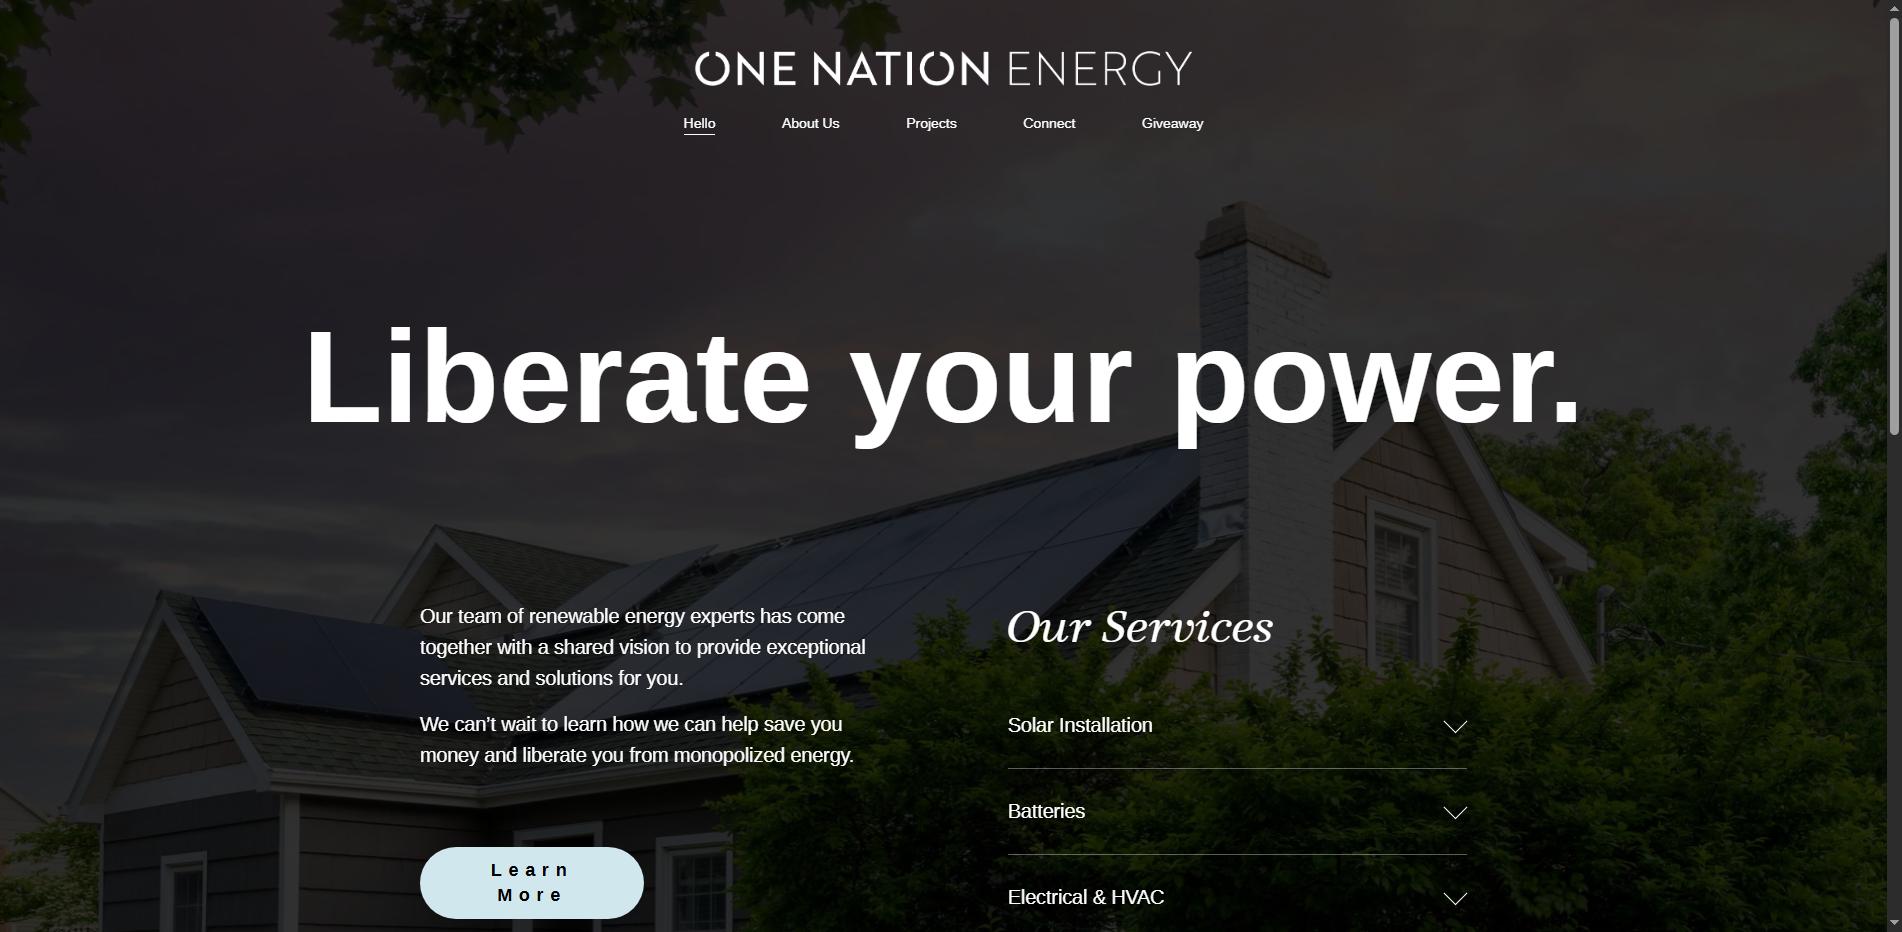 ONE NATION ENERGY
Hello
About Us
Projects
Connect
Giveaway
Liberate your power.
Our team of renewable energy experts has come
together with a shared vision to provide exceptional
services and solutions for you.
We can’t wait to learn how we can help save you
money and liberate you from monopolized energy.
Learn
More
Our Services
Solar Installation
Batteries
Electrical & HVAC